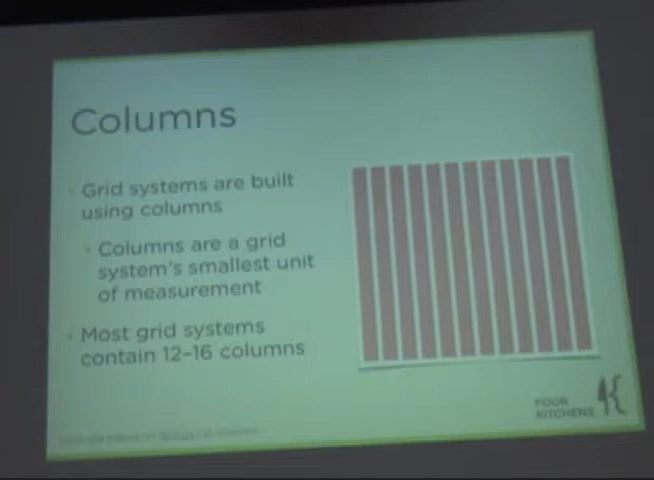 Columns
Grid systems are built
using columns
Columns are a grid
system's smallest unit
of measurement
Most grid systems
contain 12–16 columns
FOUR
KITCHENS